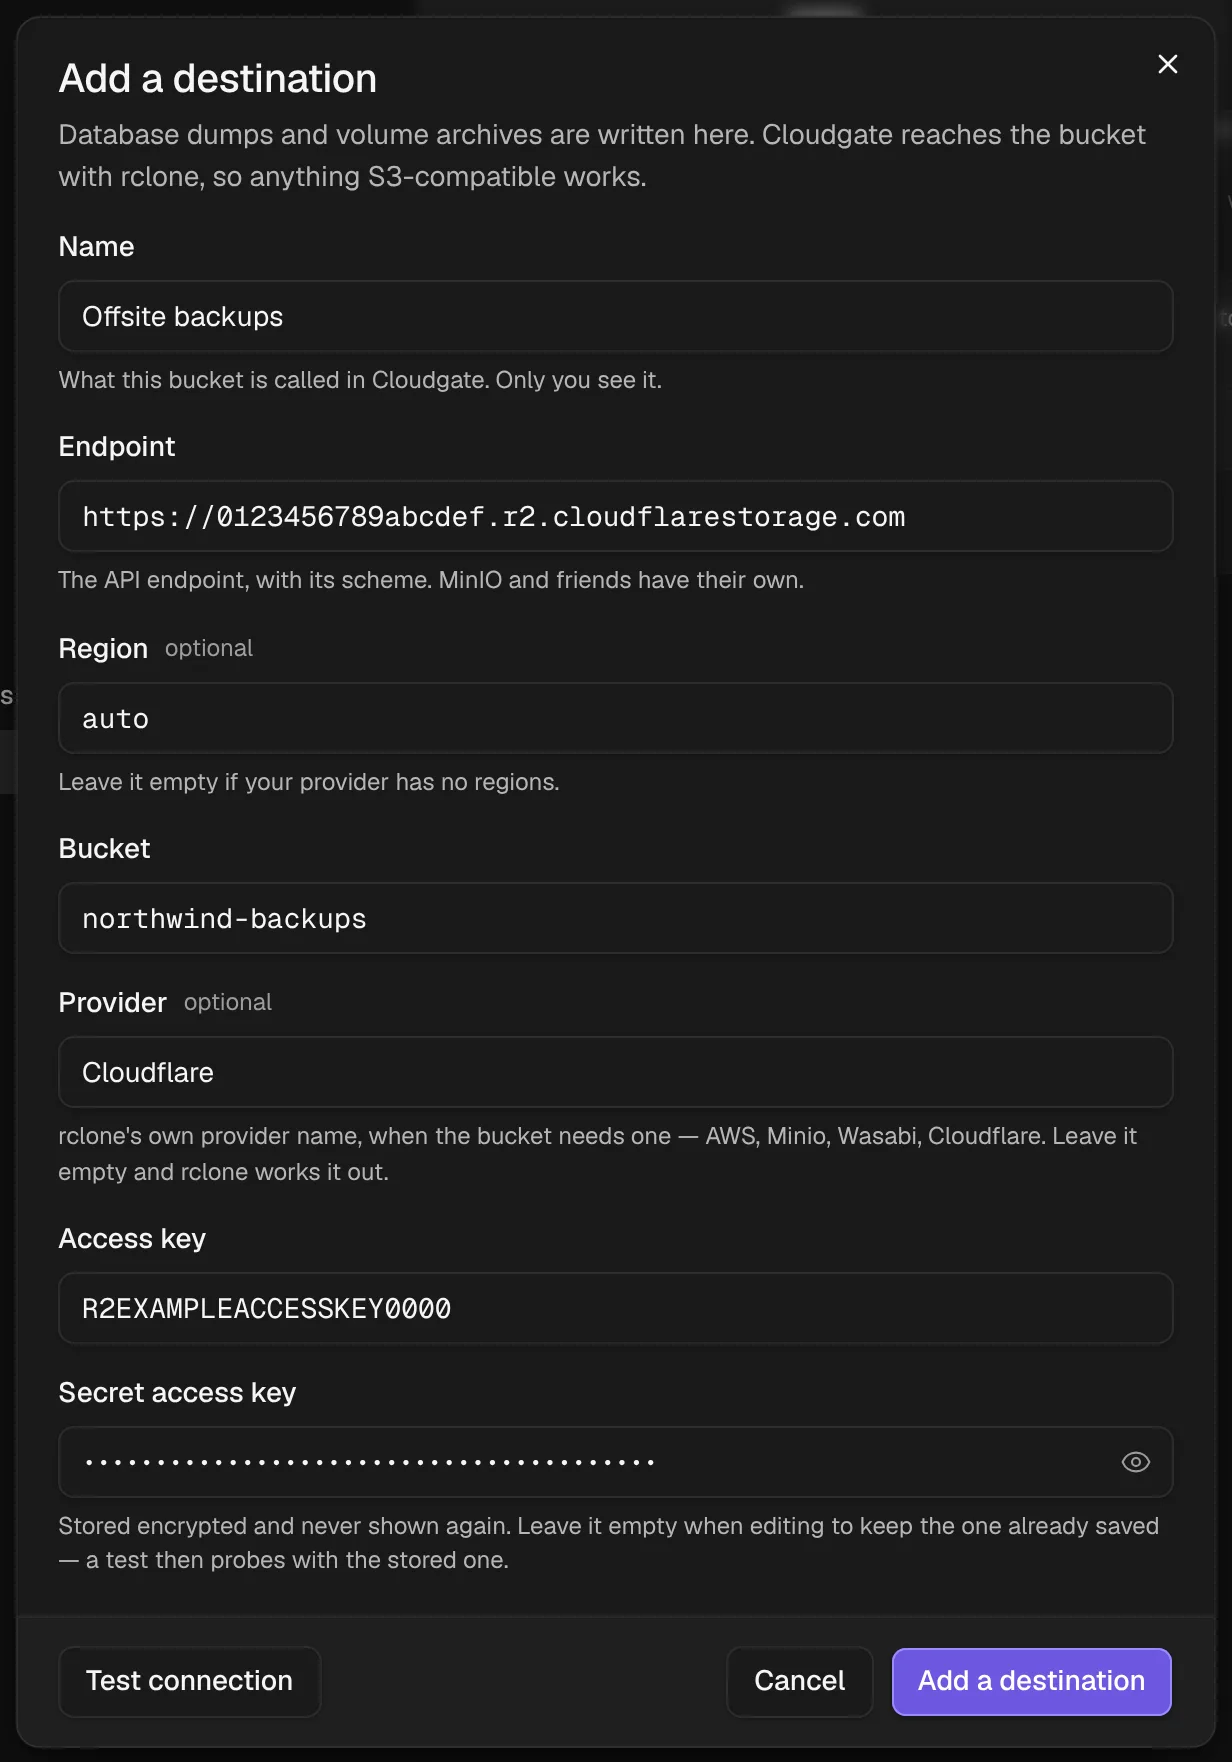 Add a destination
Database dumps and volume archives are written here. Cloudgate reaches the bucket
with rclone, so anything S3-compatible works.
Name
Offsite backups
What this bucket is called in Cloudgate. Only you see it.
Endpoint
https://0123456789abcdef.r2.cloudflarestorage.com
The API endpoint, with its scheme. MinIO and friends have their own.
Region optional
auto
Leave it empty if your provider has no regions.
Bucket
northwind-backups
Provider optional
Cloudflare
rclone's own provider name, when the bucket needs one — AWS, Minio, Wasabi, Cloudflare. Leave it
empty and rclone works it out.
Access key
R2EXAMPLEACCESSKEY0000
Secret access key
••••••••••••••••••••••••••••••••••••••••
Stored encrypted and never shown again. Leave it empty when editing to keep the one already saved
— a test then probes with the stored one.
Test connection
Cancel
Add a destination